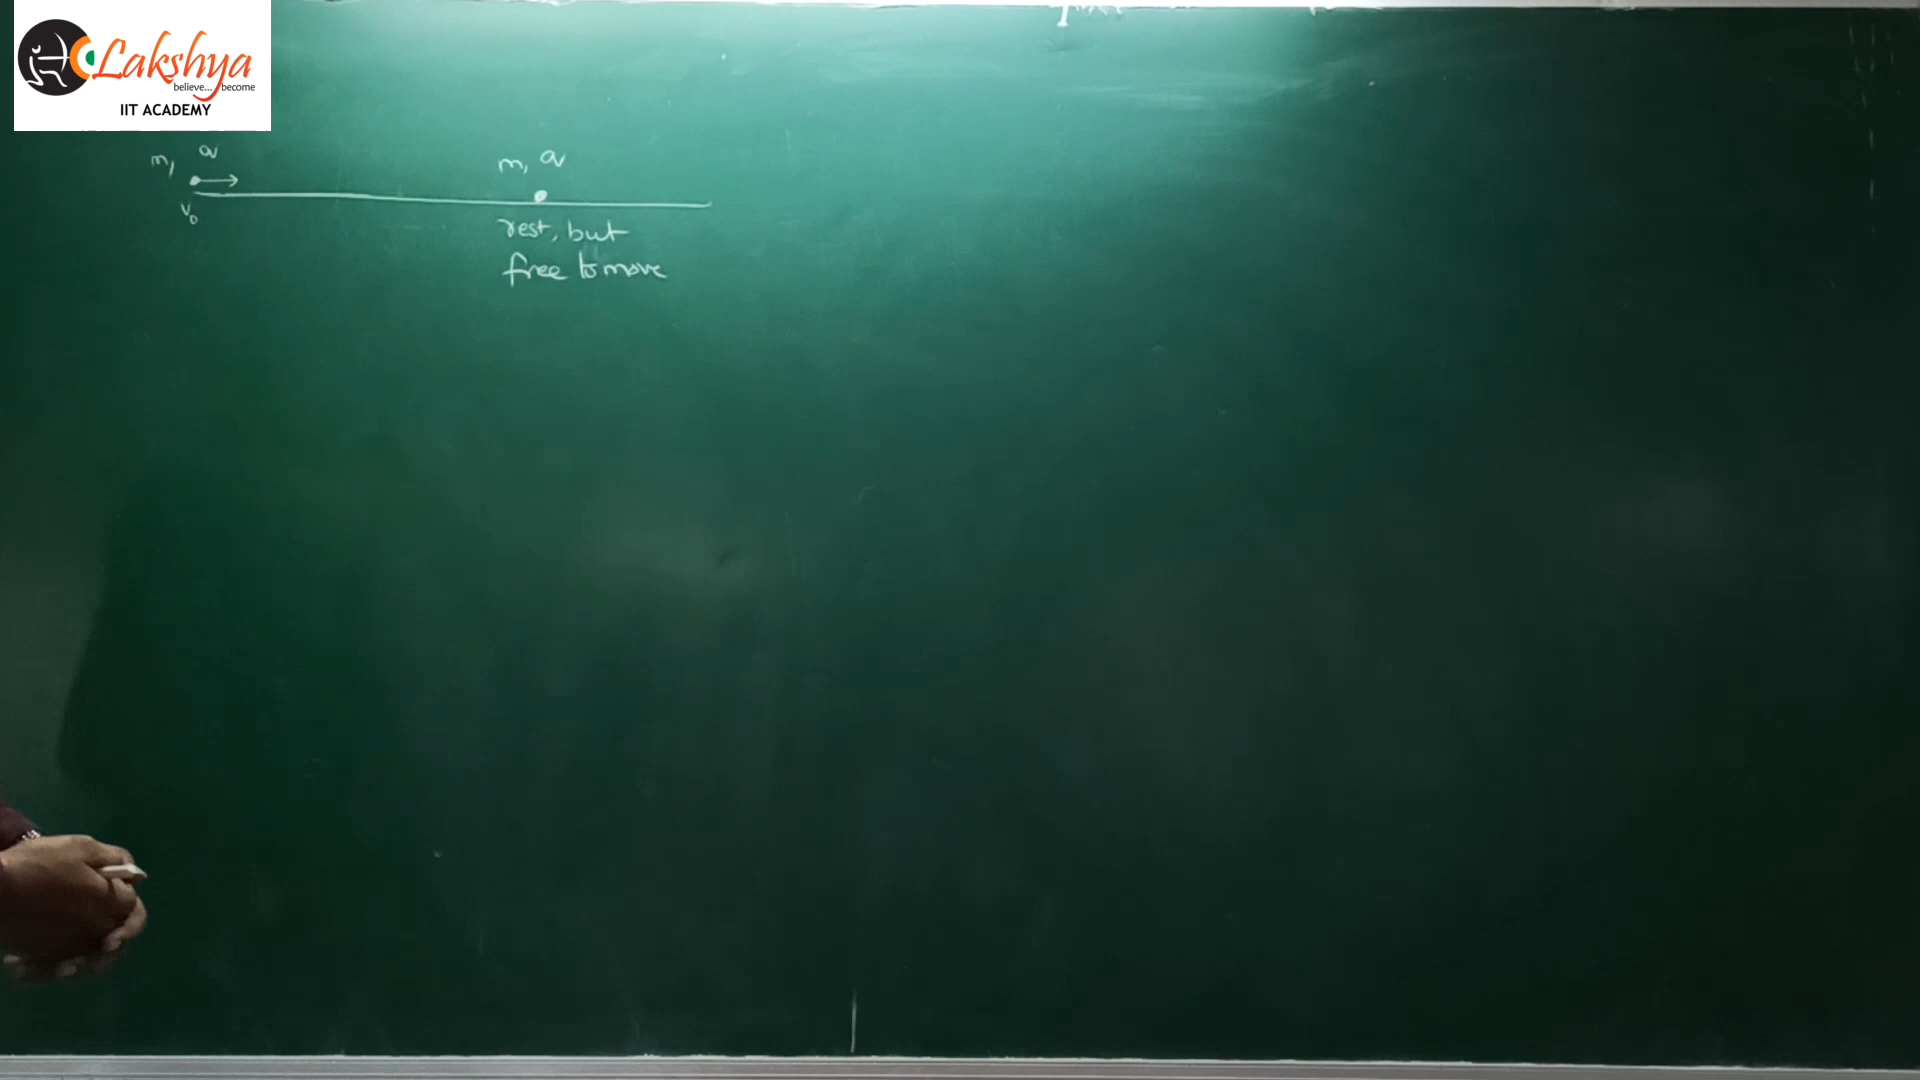 Lakshya
believe... become
IIT ACADEMY
m, q
v₀
m, q
rest, but
free to move